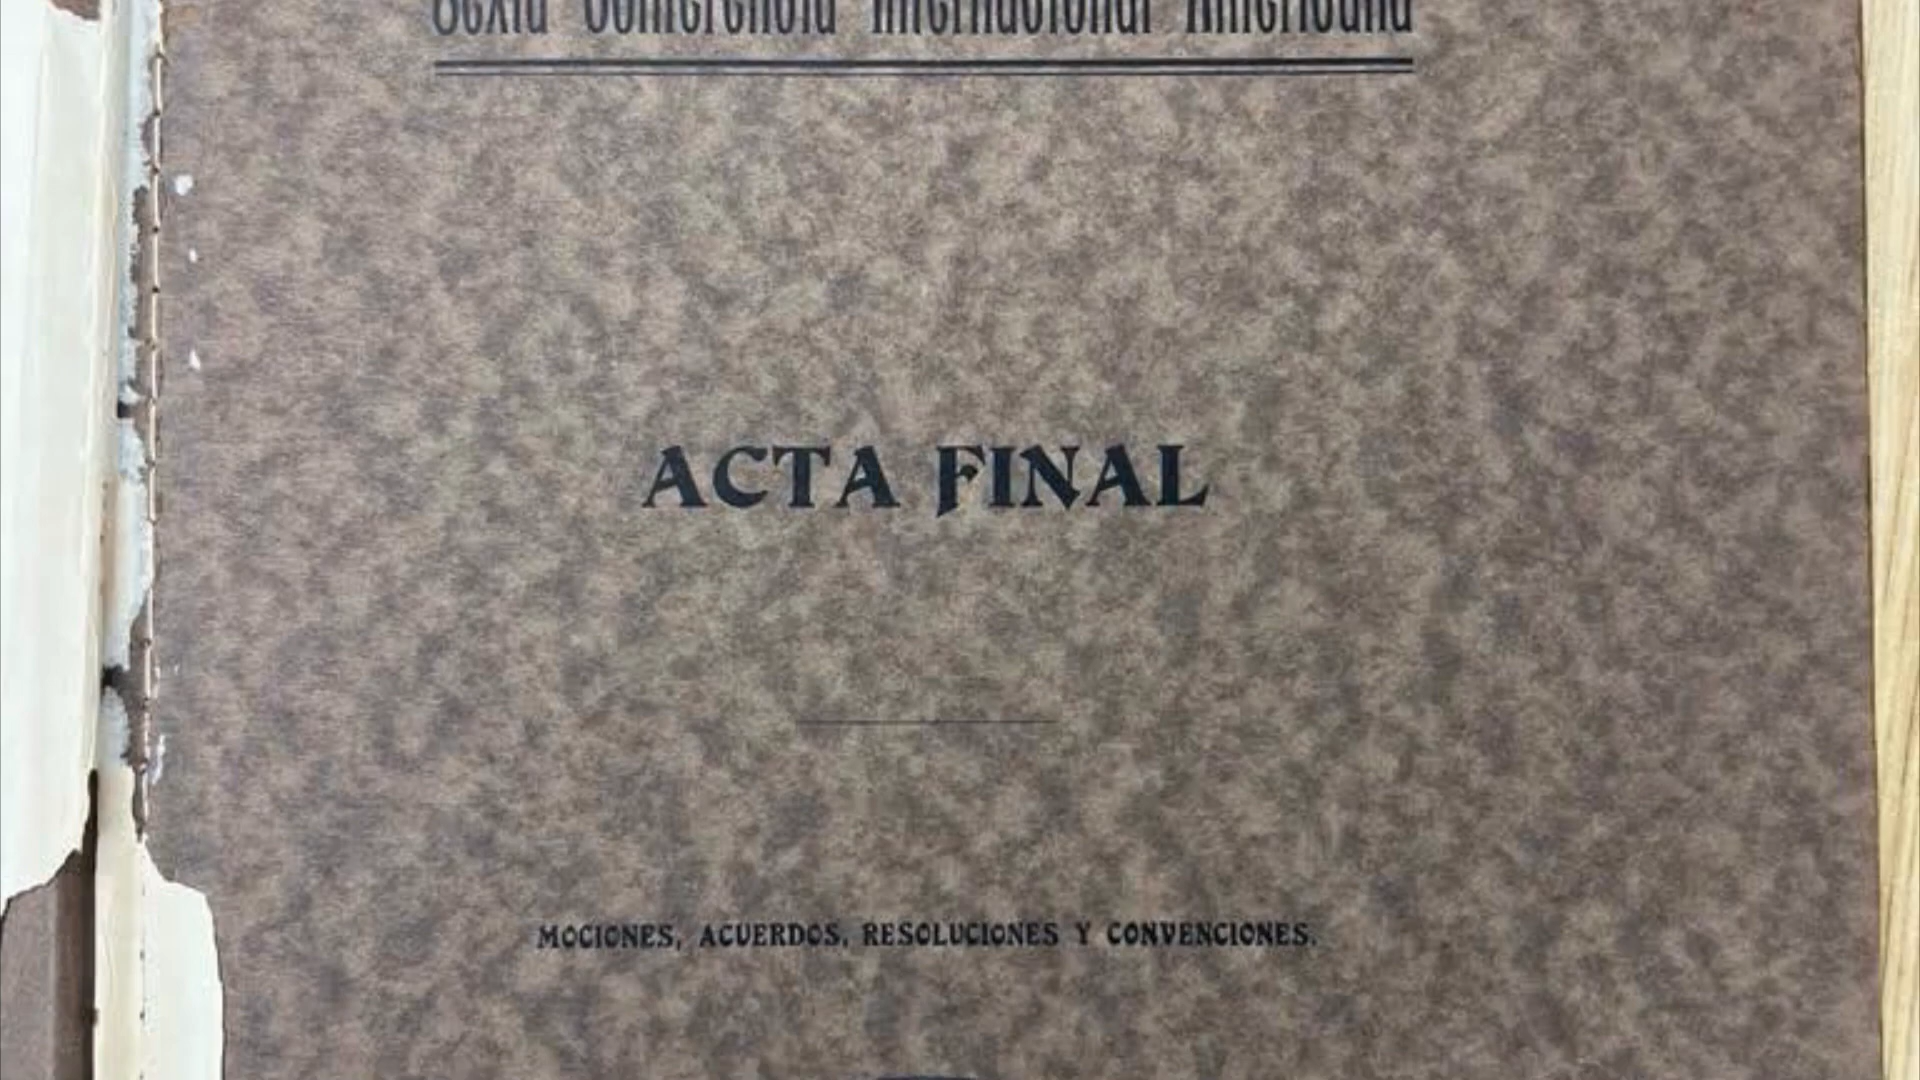 Sexta Conferencia Internacional Americana
ACTA FINAL
MOCIONES, ACUERDOS, RESOLUCIONES Y CONVENCIONES.